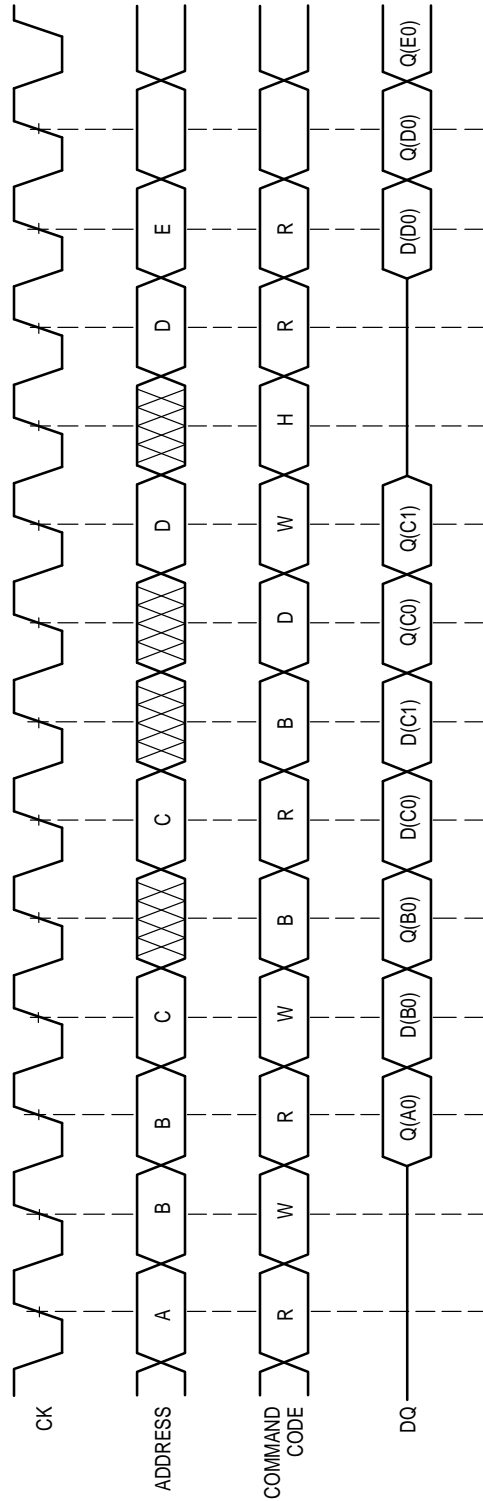 CK
ADDRESS A B B C C D D E
COMMAND CODE R W R W B R B D W H R R
DQ Q(A0) D(B0) Q(B0) D(C0) D(C1) Q(C0) Q(C1) D(D0) Q(D0) Q(E0)